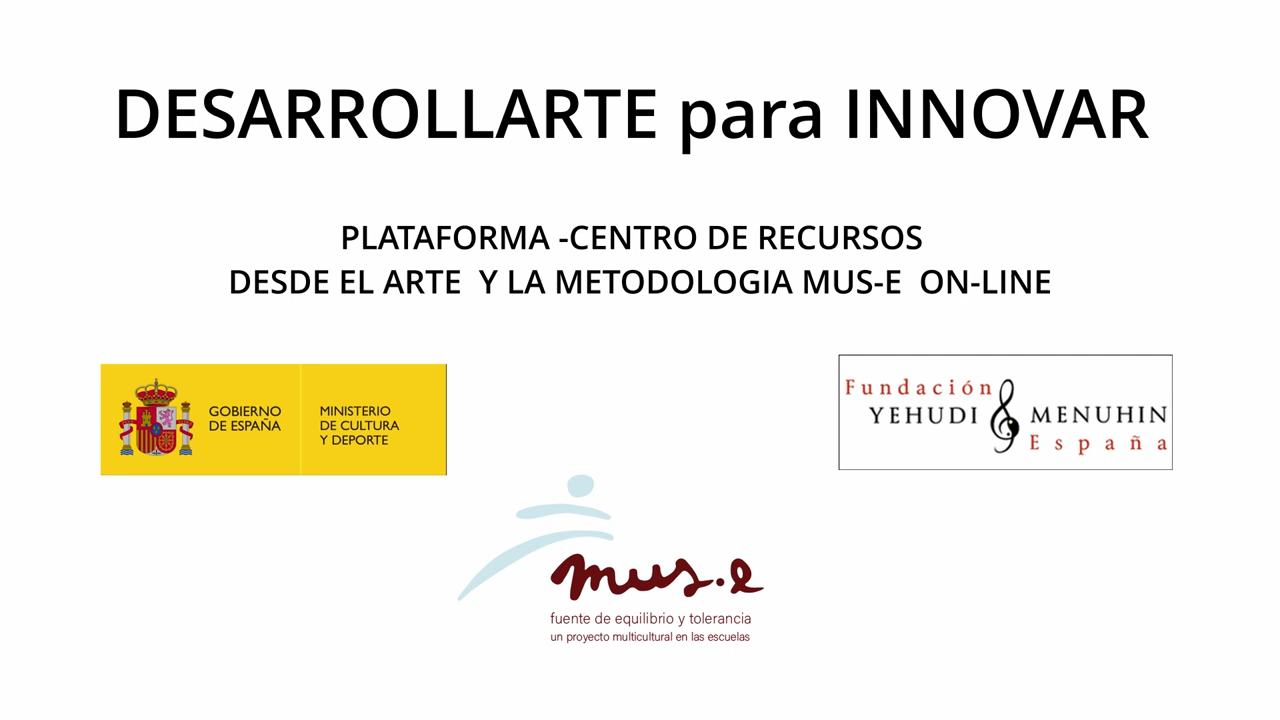 DESARROLLARTE para INNOVAR
PLATAFORMA -CENTRO DE RECURSOS
DESDE EL ARTE Y LA METODOLOGIA MUS-E ON-LINE
GOBIERNO
DE ESPAÑA
MINISTERIO
DE CULTURA
Y DEPORTE
Fundación
YEHUDI MENUHIN
España
mus.e
fuente de equilibrio y tolerancia
un proyecto multicultural en las escuelas